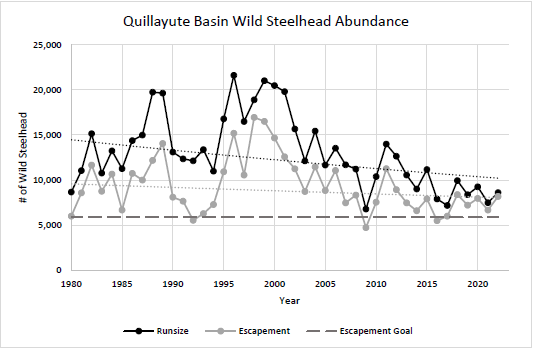 Quillayute Basin Wild Steelhead Abundance
25,000
20,000
15,000
10,000
5,000
0
# of Wild Steelhead
1980 1985 1990 1995 2000 2005 2010 2015 2020
Year
Runsize Escapement Escapement Goal